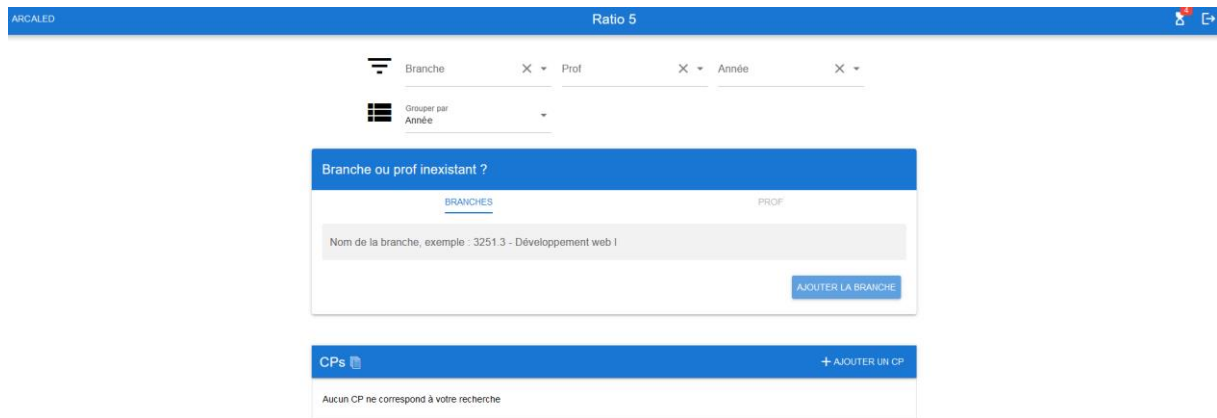 ARCALED
Ratio 5
4
Branche
Prof
Année
Grouper par
Année
Branche ou prof inexistant ?
BRANCHES
PROF
Nom de la branche, exemple : 3251.3 - Développement web I
AJOUTER LA BRANCHE
CPs
+ AJOUTER UN CP
Aucun CP ne correspond à votre recherche